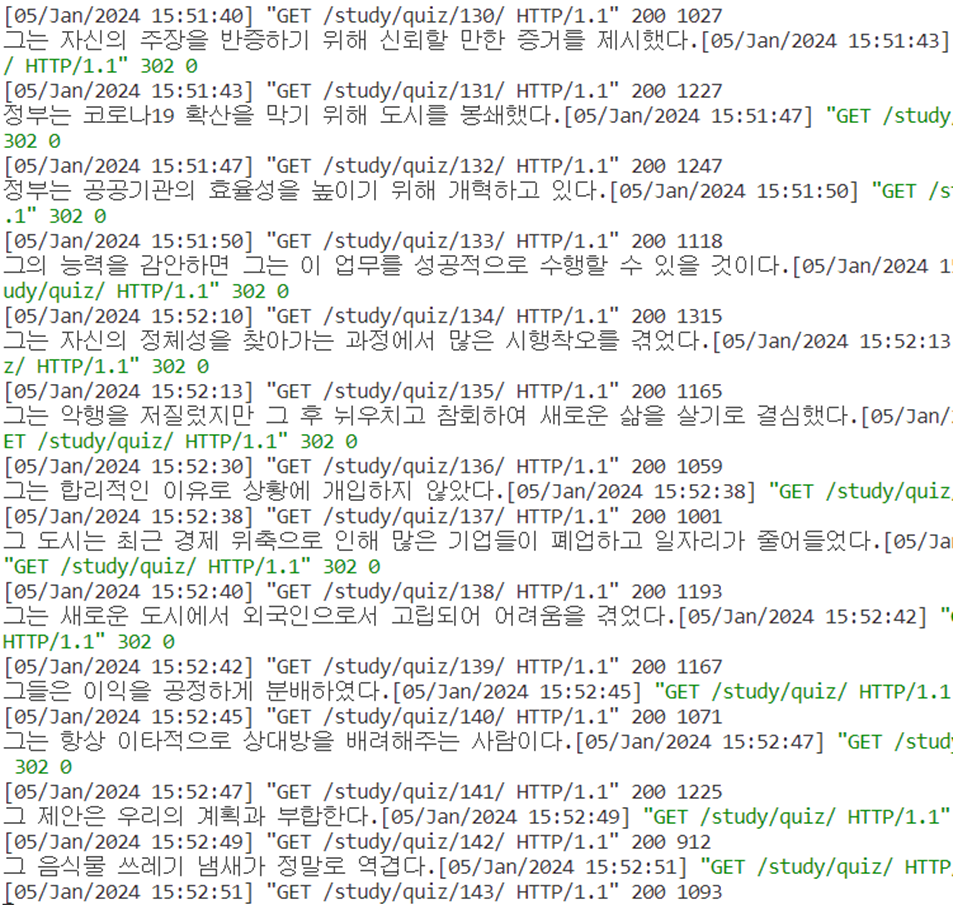 [05/Jan/2024 15:51:40] "GET /study/quiz/130/ HTTP/1.1" 200 1027
그는 자신의 주장을 반증하기 위해 신뢰할 만한 증거를 제시했다.[05/Jan/2024 15:51:43]
/ HTTP/1.1" 302 0
[05/Jan/2024 15:51:43] "GET /study/quiz/131/ HTTP/1.1" 200 1227
정부는 코로나19 확산을 막기 위해 도시를 봉쇄했다.[05/Jan/2024 15:51:47] "GET /study/
302 0
[05/Jan/2024 15:51:47] "GET /study/quiz/132/ HTTP/1.1" 200 1247
정부는 공공기관의 효율성을 높이기 위해 개혁하고 있다.[05/Jan/2024 15:51:50] "GET /st
.1" 302 0
[05/Jan/2024 15:51:50] "GET /study/quiz/133/ HTTP/1.1" 200 1118
그의 능력을 감안하면 그는 이 업무를 성공적으로 수행할 수 있을 것이다.[05/Jan/2024 15
udy/quiz/ HTTP/1.1" 302 0
[05/Jan/2024 15:52:10] "GET /study/quiz/134/ HTTP/1.1" 200 1315
그는 자신의 정체성을 찾아가는 과정에서 많은 시행착오를 겪었다.[05/Jan/2024 15:52:13
z/ HTTP/1.1" 302 0
[05/Jan/2024 15:52:13] "GET /study/quiz/135/ HTTP/1.1" 200 1165
그는 악행을 저질렀지만 그 후 뉘우치고 참회하여 새로운 삶을 살기로 결심했다.[05/Jan/
ET /study/quiz/ HTTP/1.1" 302 0
[05/Jan/2024 15:52:30] "GET /study/quiz/136/ HTTP/1.1" 200 1059
그는 합리적인 이유로 상황에 개입하지 않았다.[05/Jan/2024 15:52:38] "GET /study/quiz/
[05/Jan/2024 15:52:38] "GET /study/quiz/137/ HTTP/1.1" 200 1001
그 도시는 최근 경제 위축으로 인해 많은 기업들이 폐업하고 일자리가 줄어들었다.[05/Ja
"GET /study/quiz/ HTTP/1.1" 302 0
[05/Jan/2024 15:52:40] "GET /study/quiz/138/ HTTP/1.1" 200 1193
그는 새로운 도시에서 외국인으로서 고립되어 어려움을 겪었다.[05/Jan/2024 15:52:42] "
HTTP/1.1" 302 0
[05/Jan/2024 15:52:42] "GET /study/quiz/139/ HTTP/1.1" 200 1167
그들은 이익을 공정하게 분배하였다.[05/Jan/2024 15:52:45] "GET /study/quiz/ HTTP/1.1
[05/Jan/2024 15:52:45] "GET /study/quiz/140/ HTTP/1.1" 200 1071
그는 항상 이타적으로 상대방을 배려해주는 사람이다.[05/Jan/2024 15:52:47] "GET /stud
302 0
[05/Jan/2024 15:52:47] "GET /study/quiz/141/ HTTP/1.1" 200 1225
그 제안은 우리의 계획과 부합한다.[05/Jan/2024 15:52:49] "GET /study/quiz/ HTTP/1.1"
[05/Jan/2024 15:52:49] "GET /study/quiz/142/ HTTP/1.1" 200 912
그 음식물 쓰레기 냄새가 정말로 역겹다.[05/Jan/2024 15:52:51] "GET /study/quiz/ HTTP/
[05/Jan/2024 15:52:51] "GET /study/quiz/143/ HTTP/1.1" 200 1093